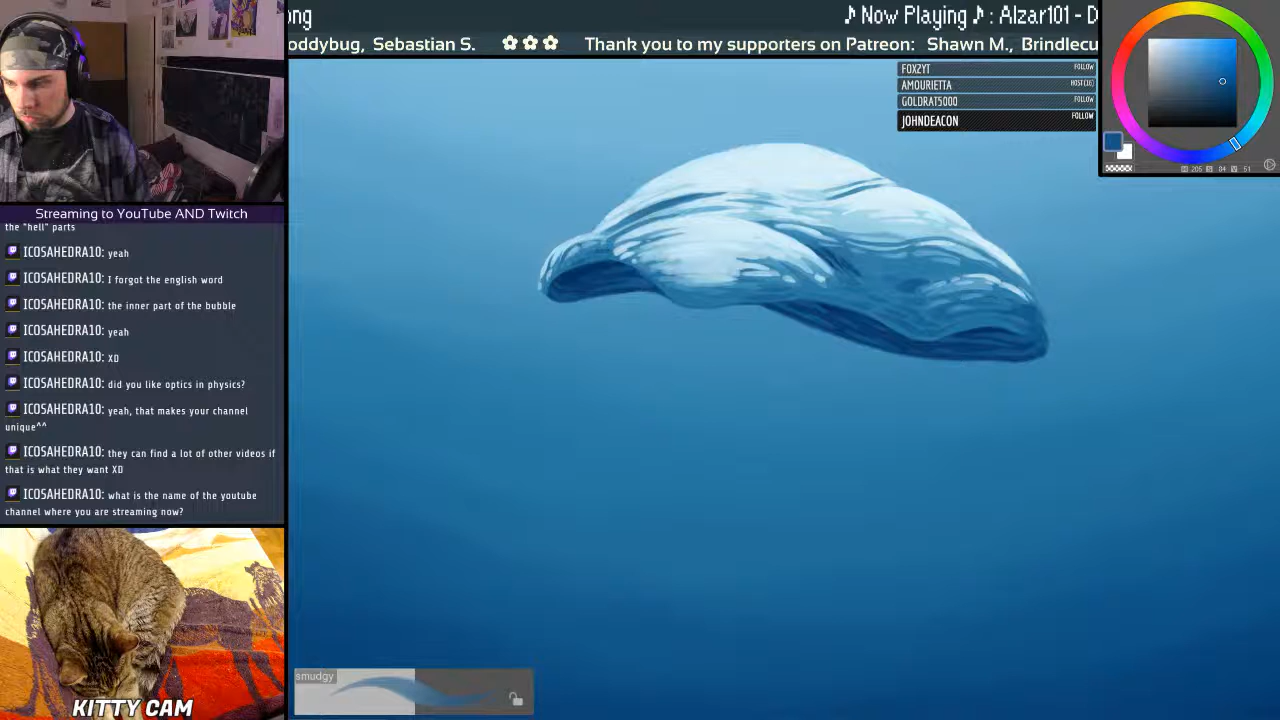 ong
♪ Now Playing ♪ : Alzar101 - D
oddybug, Sebastian S. ✿ ✿ ✿ Thank you to my supporters on Patreon: Shawn M., Brindlecu
FOXZYT FOLLOW
AMOURIETTA HOST (16)
GOLDRAT5000 FOLLOW
JOHNDEACON FOLLOW
Streaming to YouTube AND Twitch
the "hell" parts
ICOSAHEDRA10: yeah
ICOSAHEDRA10: I forgot the english word
ICOSAHEDRA10: the inner part of the bubble
ICOSAHEDRA10: yeah
ICOSAHEDRA10: XD
ICOSAHEDRA10: did you like optics in physics?
ICOSAHEDRA10: yeah, that makes your channel
unique^^
ICOSAHEDRA10: they can find a lot of other videos if
that is what they want XD
ICOSAHEDRA10: what is the name of the youtube
channel where you are streaming now?
KITTY CAM
smudgy